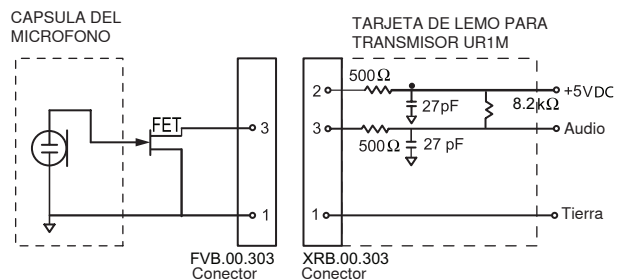 CAPSULA DEL
MICROFONO
TARJETA DE LEMO PARA
TRANSMISOR UR1M
500Ω
2
+5VDC
27pF
8.2kΩ
FET
3
3
Audio
500Ω
27 pF
1
1
Tierra
FVB.00.303
Conector
XRB.00.303
Conector